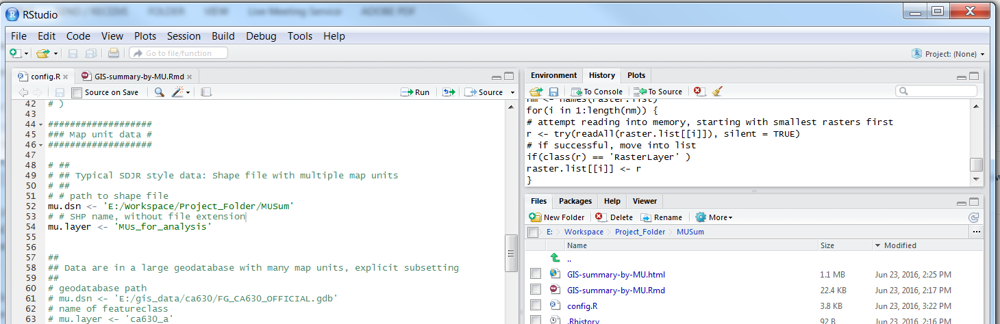 RStudio
File Edit Code View Plots Session Build Debug Tools Help
Go to file/function
Project: (None)
config.R
GIS-summary-by-MU.Rmd
Source on Save
Run
Source
42 # )
43
44 ###################
45 ### Map unit data #
46 ###################
47
48 # ##
49 # ## Typical SDJR style data: Shape file with multiple map units
50 # ##
51 # # path to shape file
52 mu.dsn <- 'E:/Workspace/Project_Folder/MUSum'
53 # # SHP name, without file extension
54 mu.layer <- 'MUs_for_analysis'
55
56
57 ##
58 ## Data are in a large geodatabase with many map units, explicit subsetting
59 ##
60 # geodatabase path
61 # mu.dsn <- 'E:/gis_data/ca630/FG_CA630_OFFICIAL.gdb'
62 # name of featureclass
63 # mu.layer <- 'ca630_a'
Environment History Plots
To Console To Source
nm <- names(raster.list)
for(i in 1:length(nm)) {
# attempt reading into memory, starting with smallest rasters first
r <- try(readAll(raster.list[[i]]), silent = TRUE)
# if successful, move into list
if(class(r) == 'RasterLayer' )
raster.list[[i]] <- r
}
Files Packages Help Viewer
New Folder Delete Rename More
E: Workspace Project_Folder MUSum ...
Name Size Modified
..
GIS-summary-by-MU.html 1.1 MB Jun 23, 2016, 2:25 PM
GIS-summary-by-MU.Rmd 22.4 KB Jun 23, 2016, 2:17 PM
config.R 3.8 KB Jun 23, 2016, 3:22 PM
.Rhistory 92 B Jun 23, 2016, 2:16 PM